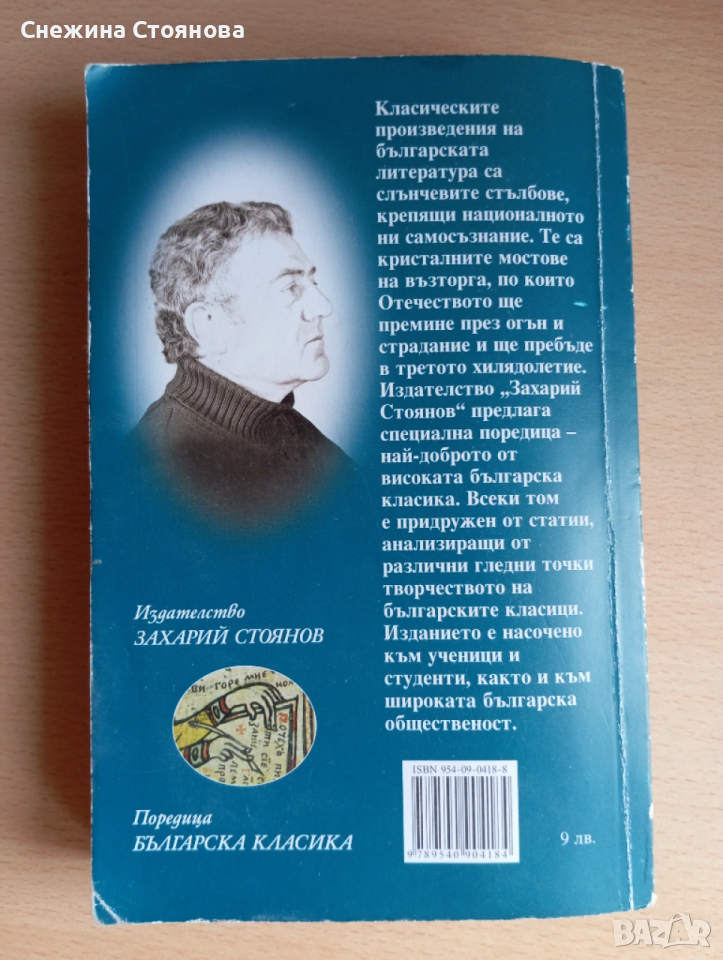 Снежина Стоянова
Класическите
произведения на
българската
литература са
слънчевите стълбове,
крепящи националното
ни самосъзнание. Те са
кристалните мостове
на възторга, по които
Отечеството ще
премине през огън и
страдание и ще пребъде
в третото хилядолетие.
Издателство „Захарий
Стоянов“ предлага
специална поредица –
най-доброто от
високата българска
класика. Всеки том
е придружен от статии,
анализиращи от
различни гледни точки
творчеството на
българските класици.
Изданието е насочено
към ученици и
студенти, както и към
широката българска
общественост.
Издателство
ЗАХАРИЙ СТОЯНОВ
ВИ-ГОРЕ МНЕ
Поредица
БЪЛГАРСКА КЛАСИКА
ISBN 954-09-0418-8
9 789540 904184
9 лв.
BAZAR